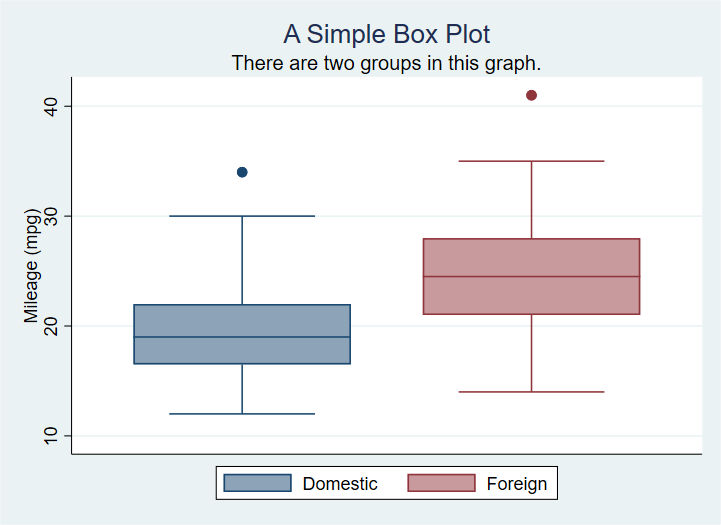 A Simple Box Plot
There are two groups in this graph.
Mileage (mpg)
40
30
20
10
Domestic
Foreign